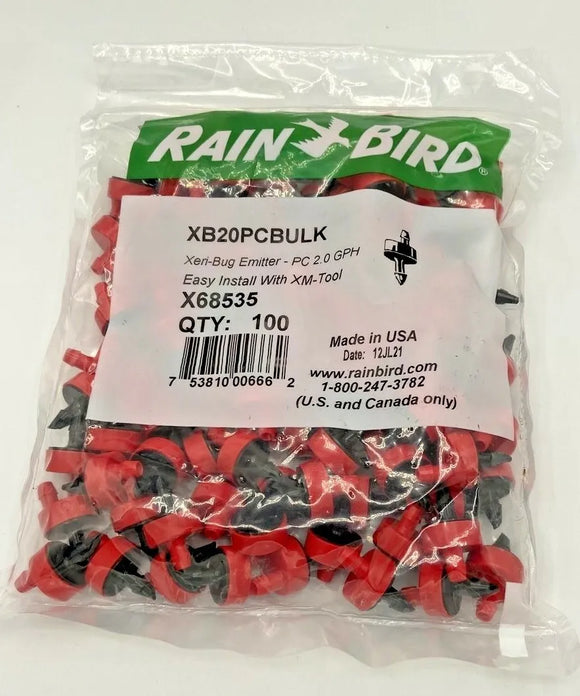 RAIN BIRD®
XB20PCBULK
Xeri-Bug Emitter - PC 2.0 GPH
Easy Install With XM-Tool
X68535
QTY: 100
7 53810 00666 2
Made in USA
Date: 12JL21
www.rainbird.com
1-800-247-3782
(U.S. and Canada only)